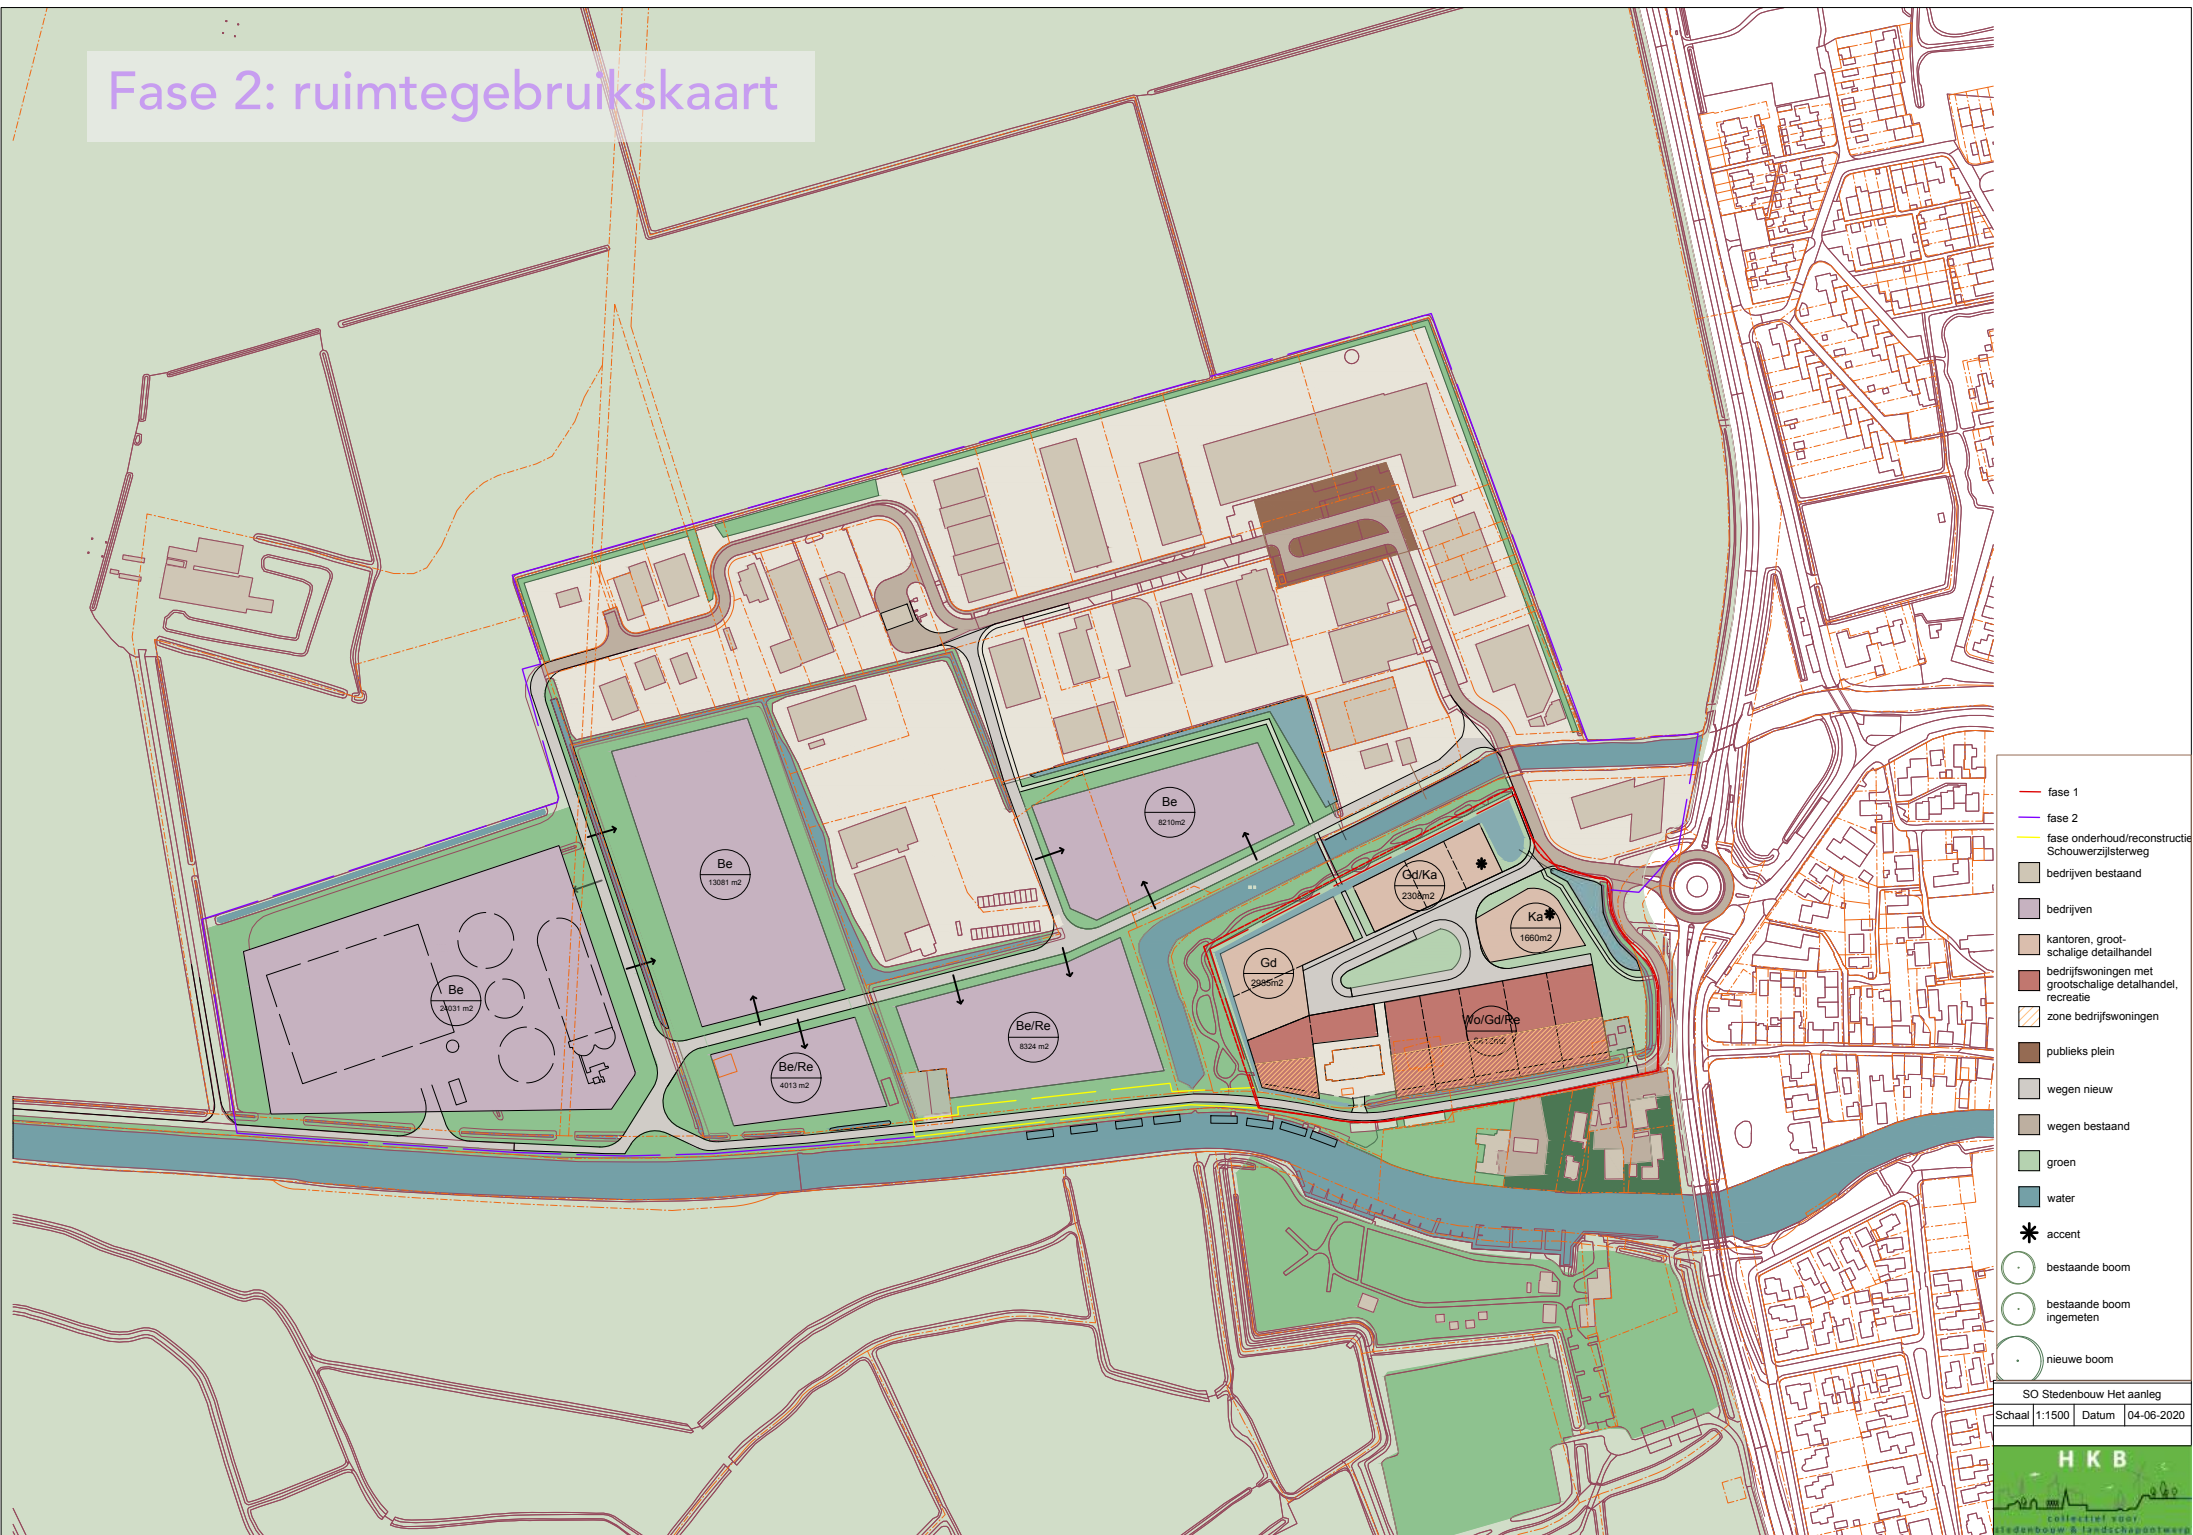 Fase 2: ruimtegebruikskaart
Be
13081 m2
Be
8210m2
Gd/Ka
2308m2
Ka
1660m2
Gd
2985m2
Wo/Gd/Re
Be
24031 m2
Be/Re
8324 m2
Be/Re
4013 m2
fase 1
fase 2
fase onderhoud/reconstructie
Schouwerzijlsterweg
bedrijven bestaand
bedrijven
kantoren, groot-
schalige detailhandel
bedrijfswoningen met
grootschalige detalhandel,
recreatie
zone bedrijfswoningen
publieks plein
wegen nieuw
wegen bestaand
groen
water
accent
bestaande boom
bestaande boom
ingemeten
nieuwe boom
SO Stedenbouw Het aanleg
Schaal 1:1500 Datum 04-06-2020
H K B
collectief voor
stedenbouw & landschapontwerp